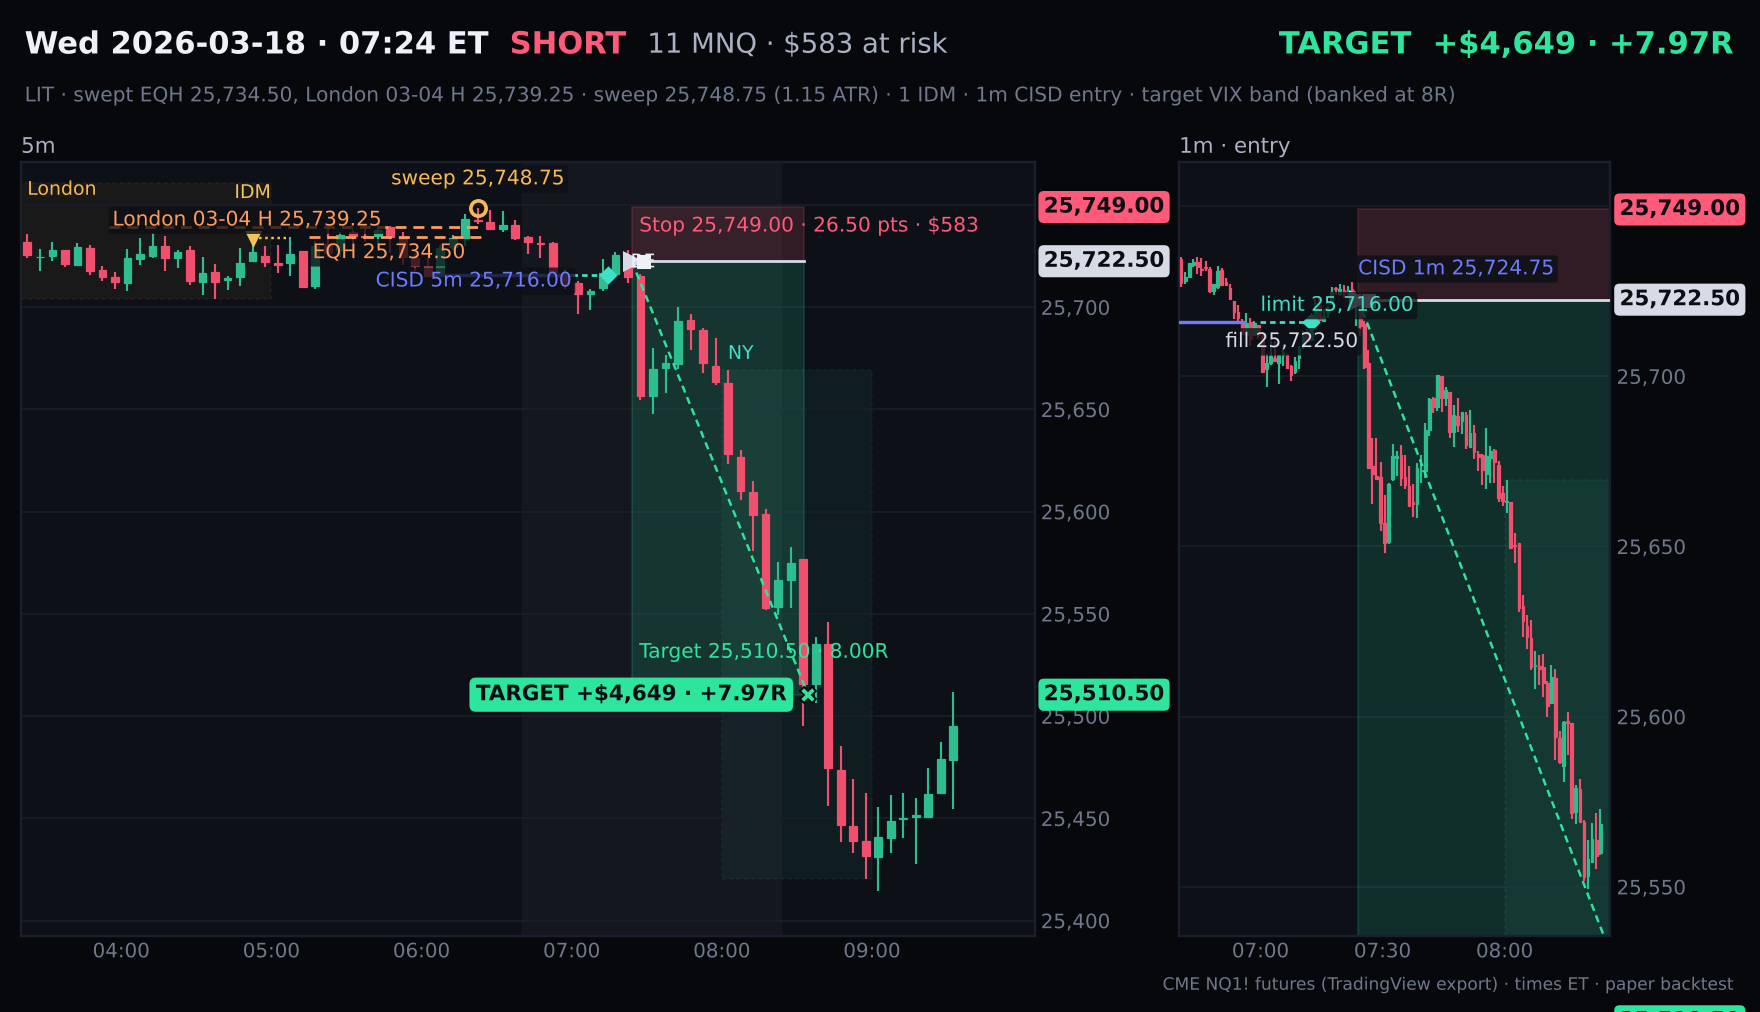 Wed 2026-03-18 · 07:24 ET SHORT 11 MNQ · $583 at risk TARGET +$4,649 · +7.97R
LIT · swept EQH 25,734.50, London 03-04 H 25,739.25 · sweep 25,748.75 (1.15 ATR) · 1 IDM · 1m CISD entry · target VIX band (banked at 8R)
5m
London
IDM
sweep 25,748.75
London 03-04 H 25,739.25
EQH 25,734.50
CISD 5m 25,716.00
Stop 25,749.00 · 26.50 pts · $583
NY
Target 25,510.50 · 8.00R
TARGET +$4,649 · +7.97R
25,749.00
25,722.50
25,700
25,650
25,600
25,550
25,510.50
25,500
25,450
25,400
04:00 05:00 06:00 07:00 08:00 09:00
1m · entry
CISD 1m 25,724.75
limit 25,716.00
fill 25,722.50
25,749.00
25,722.50
25,700
25,650
25,600
25,550
07:00 07:30 08:00
CME NQ1! futures (TradingView export) · times ET · paper backtest